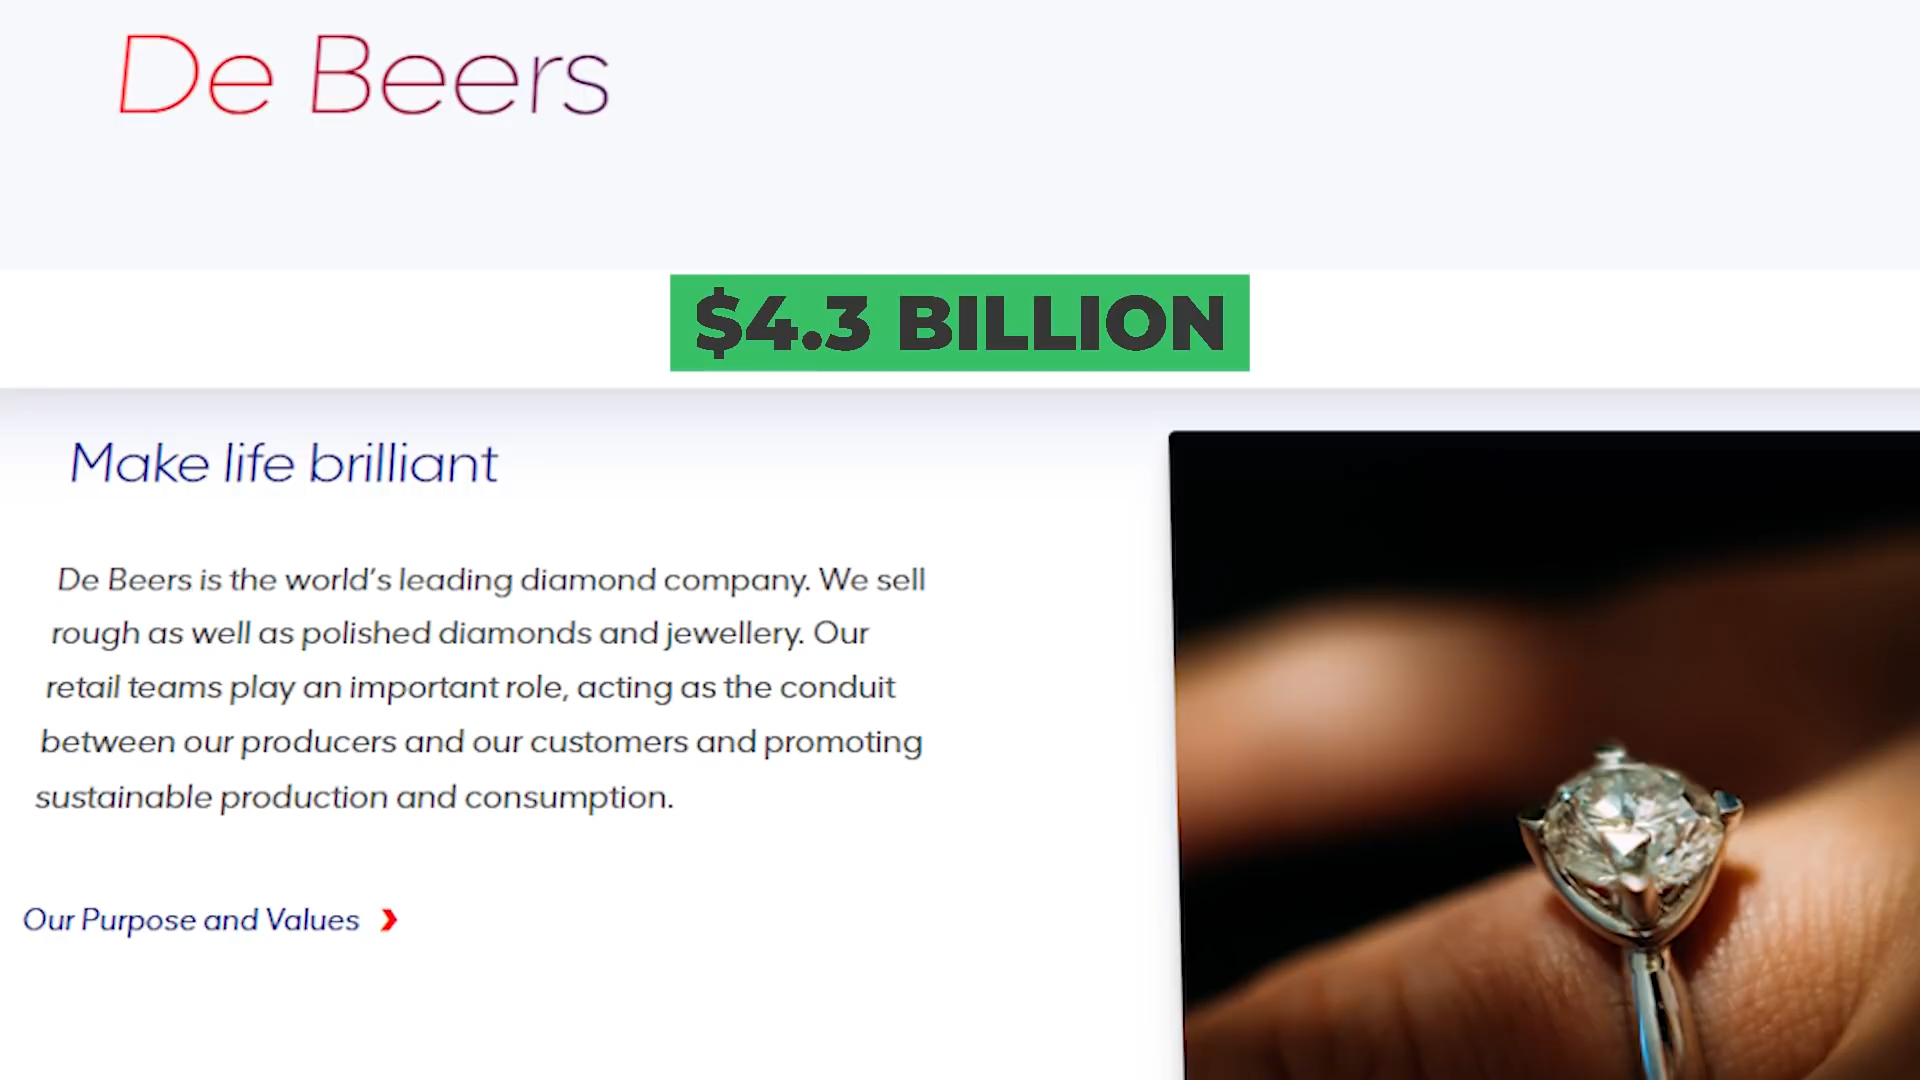 De Beers
$4.3 BILLION
Make life brilliant
De Beers is the world's leading diamond company. We sell
rough as well as polished diamonds and jewellery. Our
retail teams play an important role, acting as the conduit
between our producers and our customers and promoting
sustainable production and consumption.
Our Purpose and Values